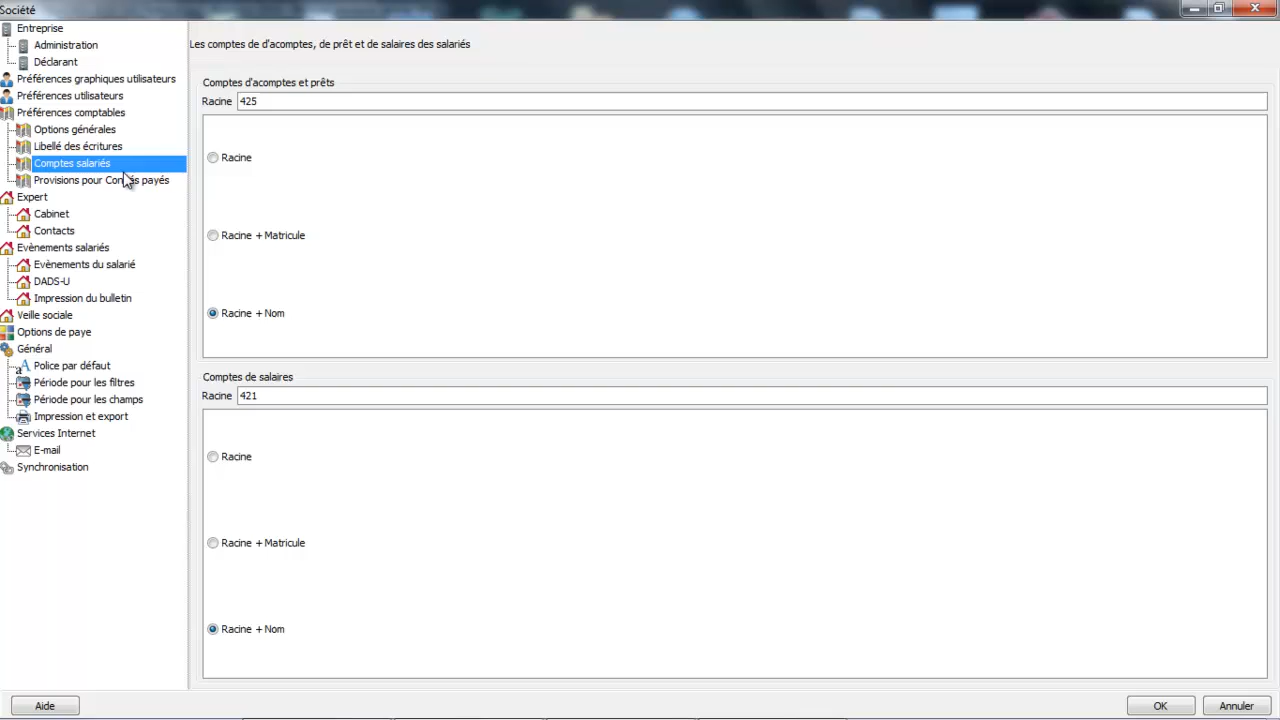 Société
Entreprise
Administration
Déclarant
Préférences graphiques utilisateurs
Préférences utilisateurs
Préférences comptables
Options générales
Libellé des écritures
Comptes salariés
Provisions pour Congés payés
Expert
Cabinet
Contacts
Evènements salariés
Evènements du salarié
DADS-U
Impression du bulletin
Veille sociale
Options de paye
Général
Police par défaut
Période pour les filtres
Période pour les champs
Impression et export
Services Internet
E-mail
Synchronisation
Les comptes de d'acomptes, de prêt et de salaires des salariés
Comptes d'acomptes et prêts
Racine 425
Racine
Racine + Matricule
Racine + Nom
Comptes de salaires
Racine 421
Racine
Racine + Matricule
Racine + Nom
Aide
OK
Annuler